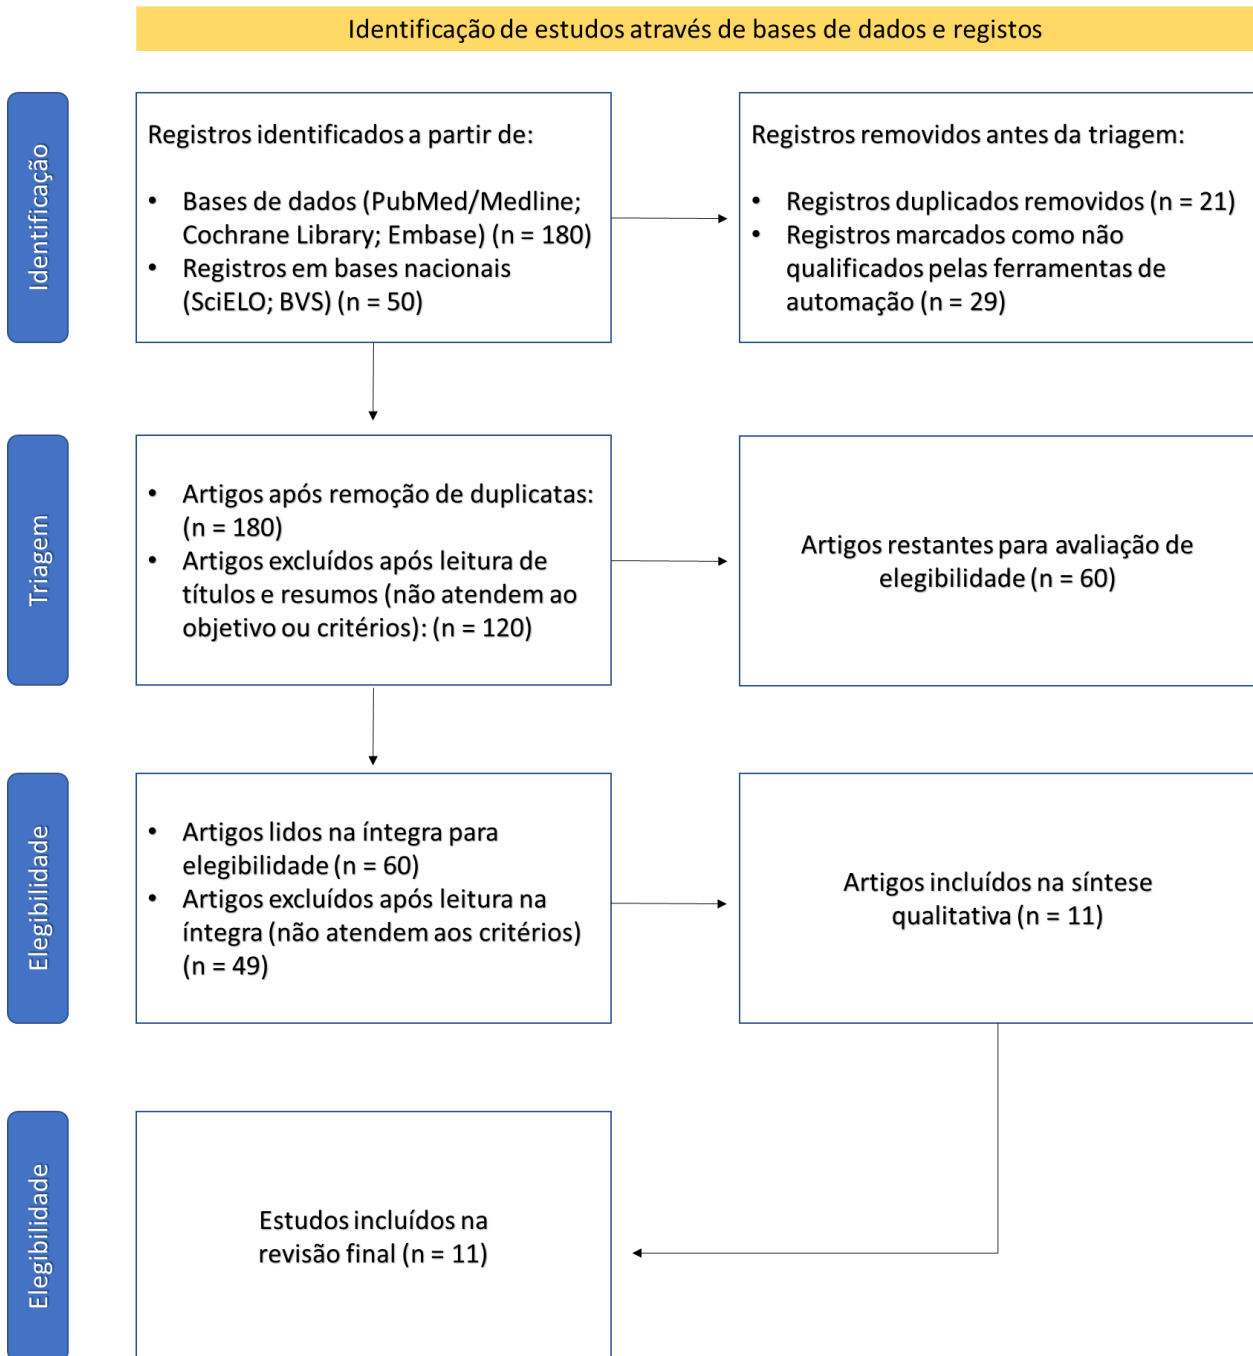 Identificação de estudos através de bases de dados e registos
Identificação
Registros identificados a partir de:
• Bases de dados (PubMed/Medline;
Cochrane Library; Embase) (n = 180)
• Registros em bases nacionais
(SciELO; BVS) (n = 50)
Registros removidos antes da triagem:
• Registros duplicados removidos (n = 21)
• Registros marcados como não
qualificados pelas ferramentas de
automação (n = 29)
Triagem
• Artigos após remoção de duplicatas:
(n = 180)
• Artigos excluídos após leitura de
títulos e resumos (não atendem ao
objetivo ou critérios): (n = 120)
Artigos restantes para avaliação de
elegibilidade (n = 60)
Elegibilidade
• Artigos lidos na íntegra para
elegibilidade (n = 60)
• Artigos excluídos após leitura na
íntegra (não atendem aos critérios)
(n = 49)
Artigos incluídos na síntese
qualitativa (n = 11)
Elegibilidade
Estudos incluídos na
revisão final (n = 11)